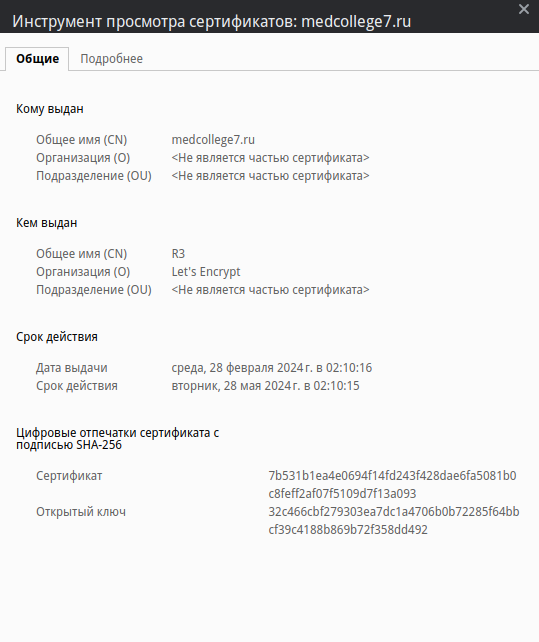 Инструмент просмотра сертификатов: medcollege7.ru
Общие Подробнее
Кому выдан
Общее имя (CN) medcollege7.ru
Организация (O) <Не является частью сертификата>
Подразделение (OU) <Не является частью сертификата>
Кем выдан
Общее имя (CN) R3
Организация (O) Let's Encrypt
Подразделение (OU) <Не является частью сертификата>
Срок действия
Дата выдачи среда, 28 февраля 2024 г. в 02:10:16
Срок действия вторник, 28 мая 2024 г. в 02:10:15
Цифровые отпечатки сертификата с
подписью SHA-256
Сертификат 7b531b1ea4e0694f14fd243f428dae6fa5081b0
c8feff2af07f5109d7f13a093
Открытый ключ 32c466cbf279303ea7dc1a4706b0b72285f64bb
cf39c4188b869b72f358dd492